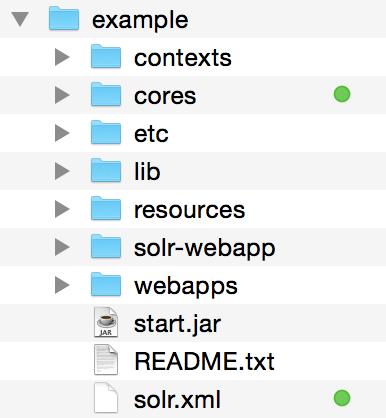 example
contexts
cores
etc
lib
resources
solr-webapp
webapps
JAR
start.jar
README.txt
solr.xml